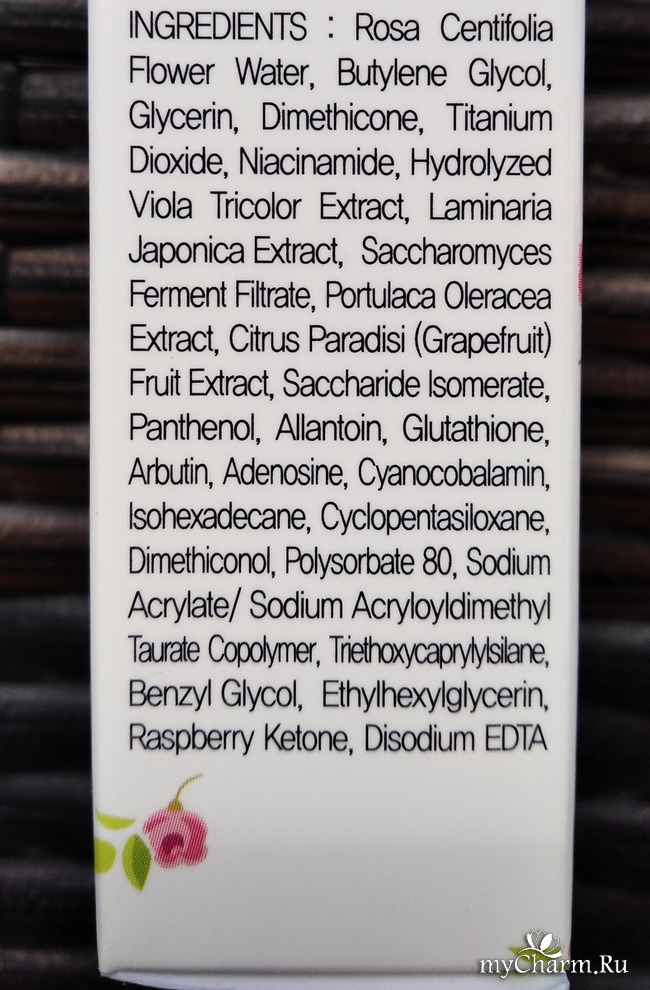 INGREDIENTS : Rosa Centifolia
Flower Water, Butylene Glycol,
Glycerin, Dimethicone, Titanium
Dioxide, Niacinamide, Hydrolyzed
Viola Tricolor Extract, Laminaria
Japonica Extract, Saccharomyces
Ferment Filtrate, Portulaca Oleracea
Extract, Citrus Paradisi (Grapefruit)
Fruit Extract, Saccharide Isomerate,
Panthenol, Allantoin, Glutathione,
Arbutin, Adenosine, Cyanocobalamin,
Isohexadecane, Cyclopentasiloxane,
Dimethiconol, Polysorbate 80, Sodium
Acrylate/ Sodium Acryloyldimethyl
Taurate Copolymer, Triethoxycaprylylsilane,
Benzyl Glycol, Ethylhexylglycerin,
Raspberry Ketone, Disodium EDTA
myCharm.Ru